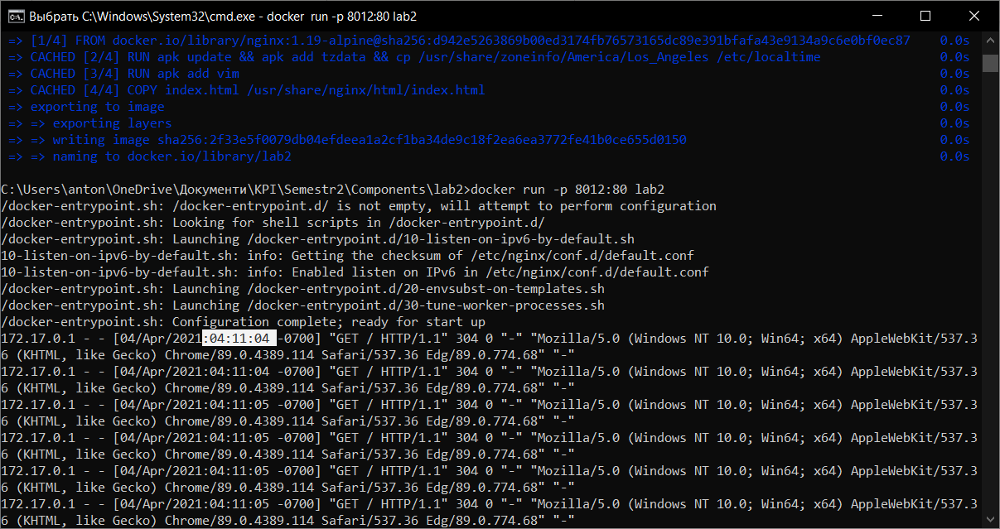 Выбрать C:\Windows\System32\cmd.exe - docker  run -p 8012:80 lab2
=> [1/4] FROM docker.io/library/nginx:1.19-alpine@sha256:d942e5263869b00ed3174fb76573165dc89e391bfafa43e9134a9c6e0bf0ec87 0.0s
=> CACHED [2/4] RUN apk update && apk add tzdata && cp /usr/share/zoneinfo/America/Los_Angeles /etc/localtime 0.0s
=> CACHED [3/4] RUN apk add vim 0.0s
=> CACHED [4/4] COPY index.html /usr/share/nginx/html/index.html 0.0s
=> exporting to image 0.0s
=> => exporting layers 0.0s
=> => writing image sha256:2f33e5f0079db04efdeea1a2cf1ba34de9c18f2ea6ea3772fe41b0ce655d0150 0.0s
=> => naming to docker.io/library/lab2 0.0s
C:\Users\anton\OneDrive\Документи\KPI\Semestr2\Components\lab2>docker run -p 8012:80 lab2
/docker-entrypoint.sh: /docker-entrypoint.d/ is not empty, will attempt to perform configuration
/docker-entrypoint.sh: Looking for shell scripts in /docker-entrypoint.d/
/docker-entrypoint.sh: Launching /docker-entrypoint.d/10-listen-on-ipv6-by-default.sh
10-listen-on-ipv6-by-default.sh: info: Getting the checksum of /etc/nginx/conf.d/default.conf
10-listen-on-ipv6-by-default.sh: info: Enabled listen on IPv6 in /etc/nginx/conf.d/default.conf
/docker-entrypoint.sh: Launching /docker-entrypoint.d/20-envsubst-on-templates.sh
/docker-entrypoint.sh: Launching /docker-entrypoint.d/30-tune-worker-processes.sh
/docker-entrypoint.sh: Configuration complete; ready for start up
172.17.0.1 - - [04/Apr/2021:04:11:04 -0700] "GET / HTTP/1.1" 304 0 "-" "Mozilla/5.0 (Windows NT 10.0; Win64; x64) AppleWebKit/537.3
6 (KHTML, like Gecko) Chrome/89.0.4389.114 Safari/537.36 Edg/89.0.774.68" "-"
172.17.0.1 - - [04/Apr/2021:04:11:04 -0700] "GET / HTTP/1.1" 304 0 "-" "Mozilla/5.0 (Windows NT 10.0; Win64; x64) AppleWebKit/537.3
6 (KHTML, like Gecko) Chrome/89.0.4389.114 Safari/537.36 Edg/89.0.774.68" "-"
172.17.0.1 - - [04/Apr/2021:04:11:05 -0700] "GET / HTTP/1.1" 304 0 "-" "Mozilla/5.0 (Windows NT 10.0; Win64; x64) AppleWebKit/537.3
6 (KHTML, like Gecko) Chrome/89.0.4389.114 Safari/537.36 Edg/89.0.774.68" "-"
172.17.0.1 - - [04/Apr/2021:04:11:05 -0700] "GET / HTTP/1.1" 304 0 "-" "Mozilla/5.0 (Windows NT 10.0; Win64; x64) AppleWebKit/537.3
6 (KHTML, like Gecko) Chrome/89.0.4389.114 Safari/537.36 Edg/89.0.774.68" "-"
172.17.0.1 - - [04/Apr/2021:04:11:05 -0700] "GET / HTTP/1.1" 304 0 "-" "Mozilla/5.0 (Windows NT 10.0; Win64; x64) AppleWebKit/537.3
6 (KHTML, like Gecko) Chrome/89.0.4389.114 Safari/537.36 Edg/89.0.774.68" "-"
172.17.0.1 - - [04/Apr/2021:04:11:05 -0700] "GET / HTTP/1.1" 304 0 "-" "Mozilla/5.0 (Windows NT 10.0; Win64; x64) AppleWebKit/537.3
6 (KHTML, like Gecko) Chrome/89.0.4389.114 Safari/537.36 Edg/89.0.774.68" "-"